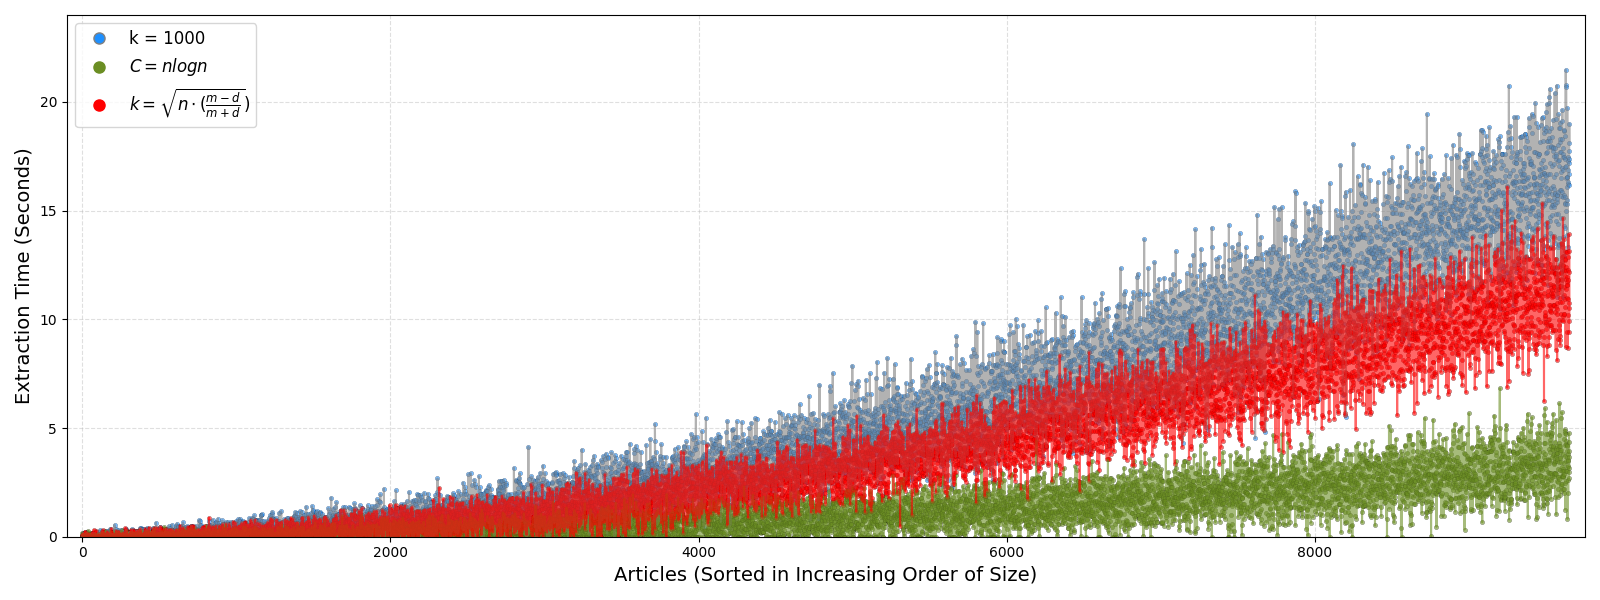 k = 1000
C = nlogn
k = √n · (m − d / m + d)
20
15
10
5
0
0 2000 4000 6000 8000
Extraction Time (Seconds)
Articles (Sorted in Increasing Order of Size)